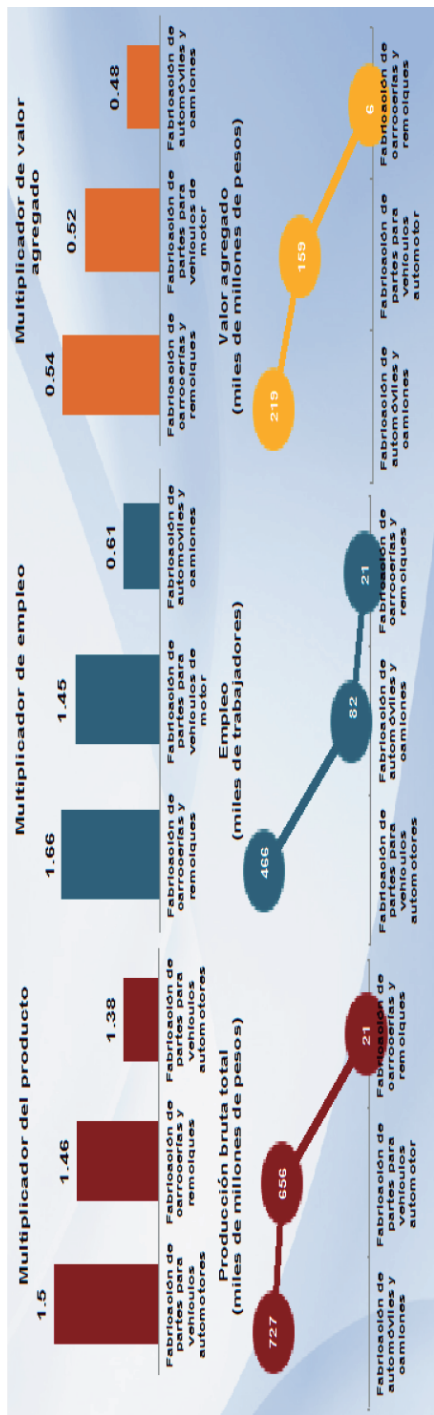 Multiplicador del producto
1.5
1.46
1.38
Fabricación de
partes para
vehículos
automotores
Fabricación de
carrocerías y
remolques
Fabricación de
partes para
vehículos
automotores
Multiplicador de empleo
1.66
1.45
0.61
Fabricación de
carrocerías y
remolques
Fabricación de
partes para
vehículos de
motor
Fabricación de
automóviles y
camiones
Multiplicador de valor
agregado
0.54
0.52
0.48
Fabricación de
carrocerías y
remolques
Fabricación de
partes para
vehículos de
motor
Fabricación de
automóviles y
camiones
Producción bruta total
(miles de millones de pesos)
727
656
21
Fabricación de
automóviles y
camiones
Fabricación de
partes para
vehículos
automotor
Fabricación de
carrocerías y
remolques
Empleo
(miles de trabajadores)
466
82
21
Fabricación de
partes para
vehículos
automotores
Fabricación de
automóviles y
camiones
Fabricación de
carrocerías y
remolques
Valor agregado
(miles de millones de pesos)
219
159
6
Fabricación de
automóviles y
camiones
Fabricación de
partes para
vehículos
automotor
Fabricación de
carrocerías y
remolques